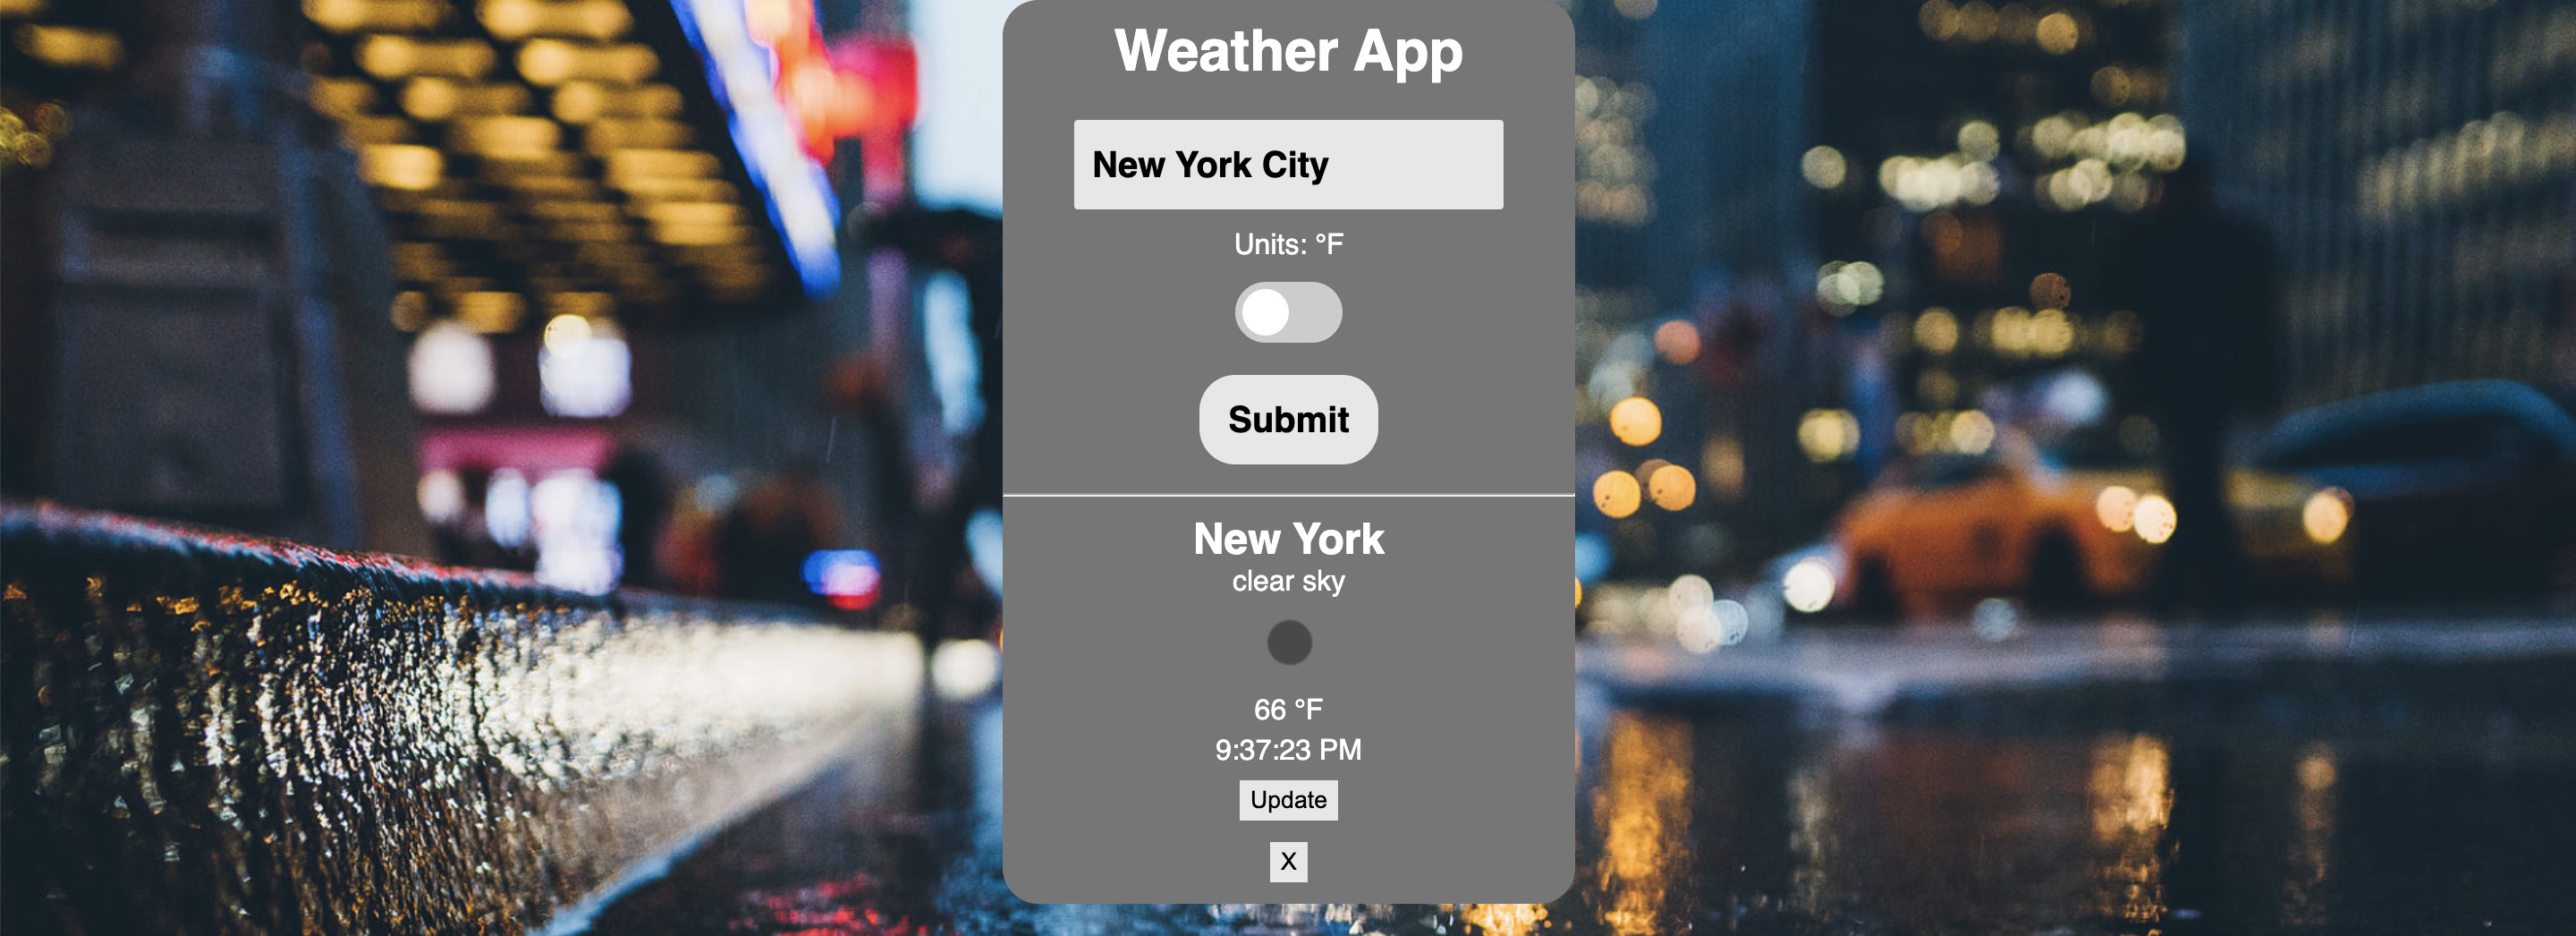 Weather App
New York City
Units: °F
Submit
New York
clear sky
66 °F
9:37:23 PM
Update
X